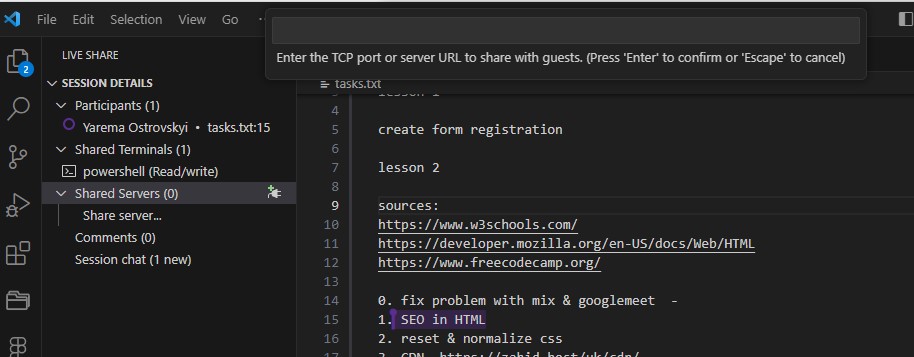 File Edit Selection View Go ...
Enter the TCP port or server URL to share with guests. (Press 'Enter' to confirm or 'Escape' to cancel)
2
LIVE SHARE
SESSION DETAILS
Participants (1)
Yarema Ostrovskyi • tasks.txt:15
Shared Terminals (1)
powershell (Read/write)
Shared Servers (0)
Share server...
Comments (0)
Session chat (1 new)
tasks.txt
3 lesson 1
4
5 create form registration
6
7 lesson 2
8
9 sources:
10 https://www.w3schools.com/
11 https://developer.mozilla.org/en-US/docs/Web/HTML
12 https://www.freecodecamp.org/
13
14 0. fix problem with mix & googlemeet -
15 1. SEO in HTML
16 2. reset & normalize css
17 3. CDN